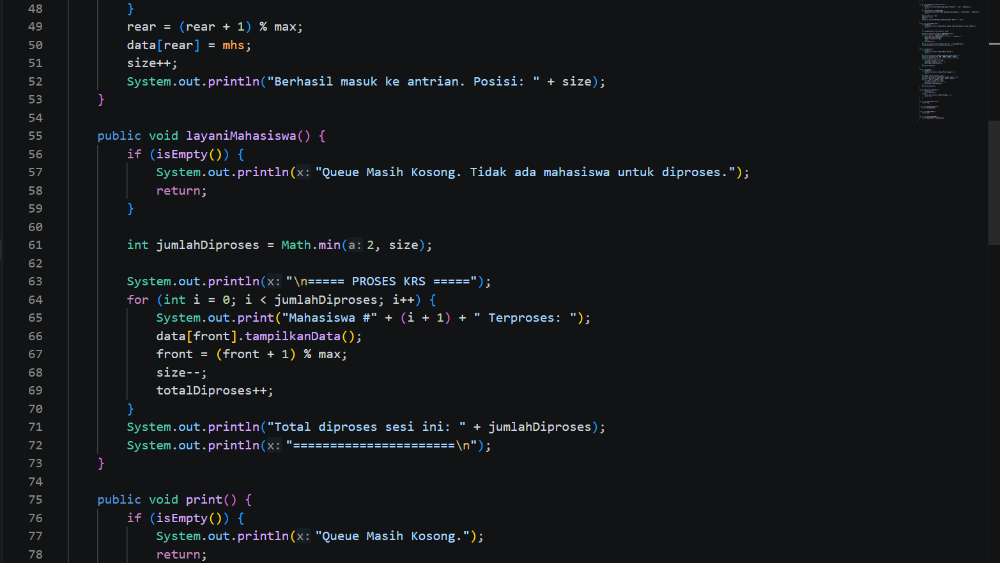 48 }
49 rear = (rear + 1) % max;
50 data[rear] = mhs;
51 size++;
52 System.out.println("Berhasil masuk ke antrian. Posisi: " + size);
53 }
54
55 public void layaniMahasiswa() {
56 if (isEmpty()) {
57 System.out.println(x: "Queue Masih Kosong. Tidak ada mahasiswa untuk diproses.");
58 return;
59 }
60
61 int jumlahDiproses = Math.min(a: 2, size);
62
63 System.out.println(x: "\n===== PROSES KRS =====");
64 for (int i = 0; i < jumlahDiproses; i++) {
65 System.out.print("Mahasiswa #" + (i + 1) + " Terproses: ");
66 data[front].tampilkanData();
67 front = (front + 1) % max;
68 size--;
69 totalDiproses++;
70 }
71 System.out.println("Total diproses sesi ini: " + jumlahDiproses);
72 System.out.println(x: "======================\n");
73 }
74
75 public void print() {
76 if (isEmpty()) {
77 System.out.println(x: "Queue Masih Kosong.");
78 return;